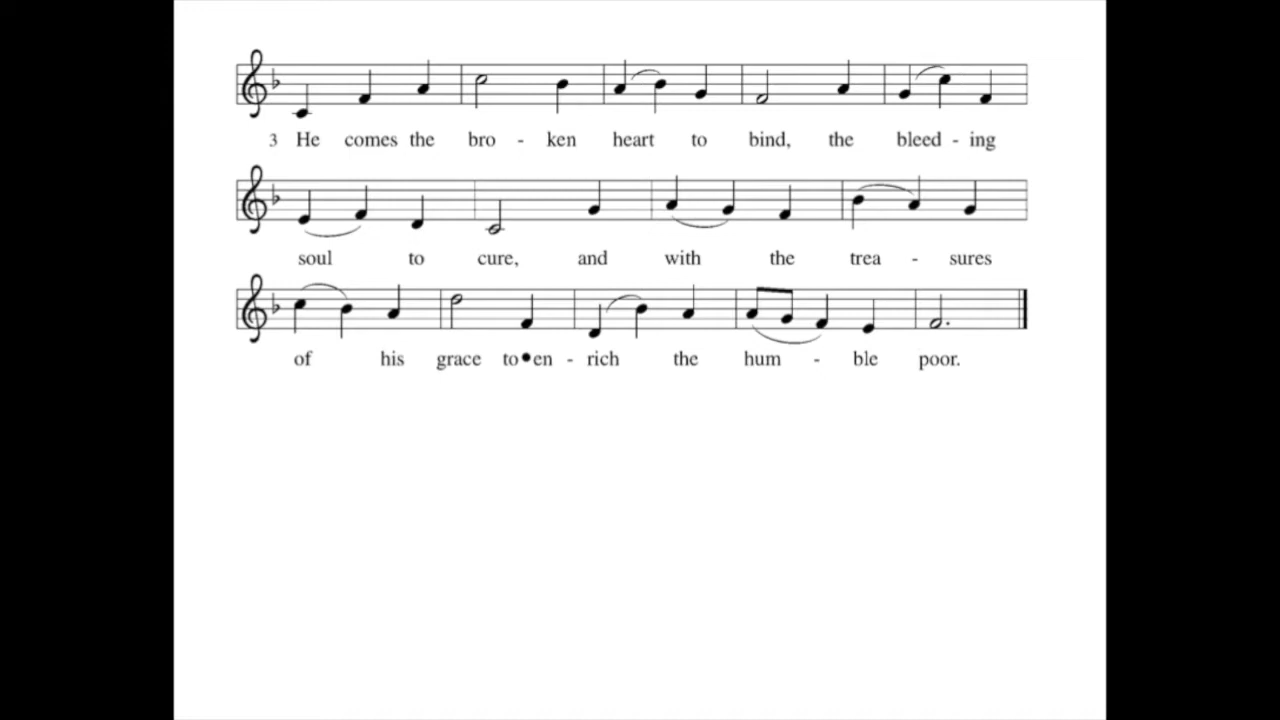 3 He comes the bro - ken heart to bind, the bleed - ing
soul to cure, and with the trea - sures
of his grace to•en - rich the hum - ble poor.